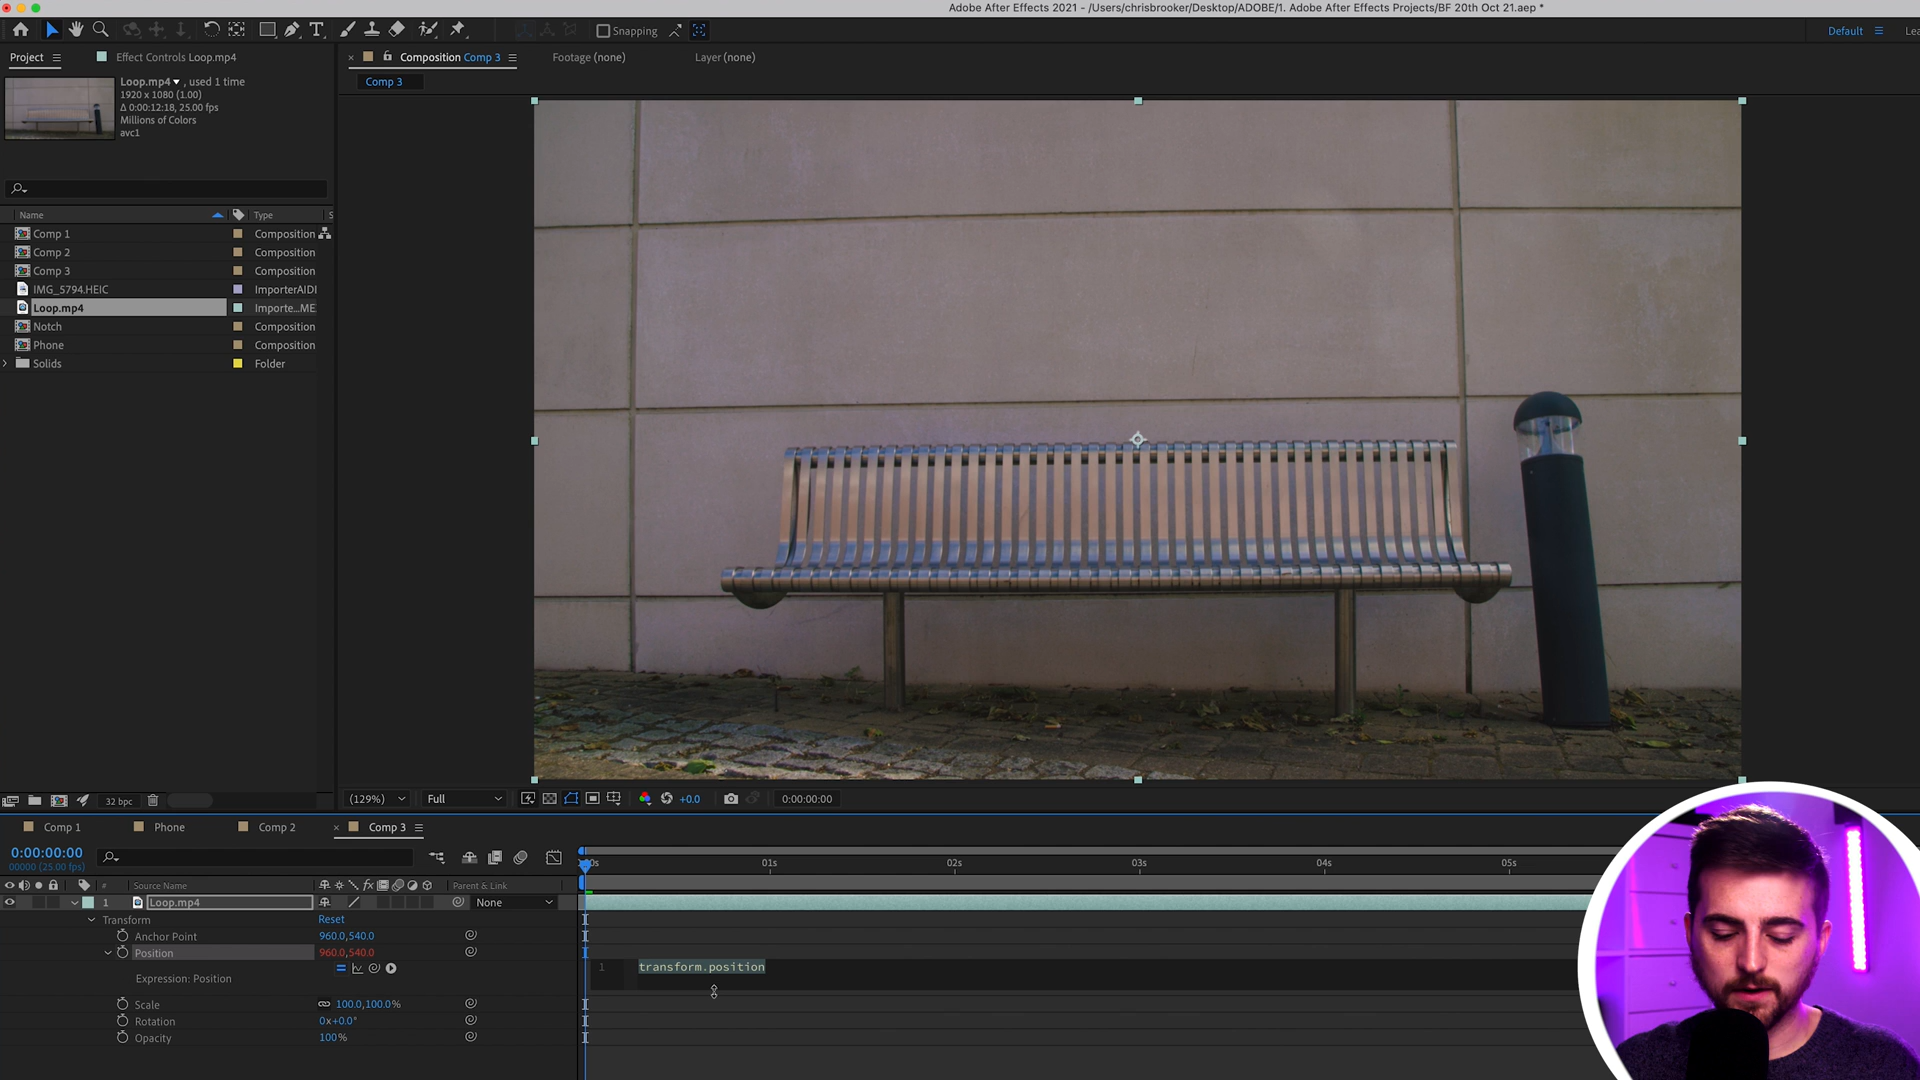 Adobe After Effects 2021 - /Users/chrisbrooker/Desktop/ADOBE/1. Adobe After Effects Projects/BF 20th Oct 21.aep *
Snapping
Default
Lea
Project
Effect Controls Loop.mp4
Composition Comp 3
Footage (none)
Layer (none)
Loop.mp4 , used 1 time
1920 x 1080 (1.00)
Δ 0:00:12:18, 25.00 fps
Millions of Colors
avc1
Comp 3
Name
Type
S
Comp 1
Composition
Comp 2
Composition
Comp 3
Composition
IMG_5794.HEIC
ImporterAIDI
Loop.mp4
Importe...ME
Notch
Composition
Phone
Composition
Solids
Folder
32 bpc
(129%)
Full
+0.0
0:00:00:00
Comp 1
Phone
Comp 2
Comp 3
0:00:00:00
00000 (25.00 fps)
:00s
01s
02s
03s
04s
05s
#
Source Name
fx
Parent & Link
1
Loop.mp4
None
Transform
Reset
Anchor Point
960.0,540.0
Position
960.0,540.0
Expression: Position
1
transform.position
Scale
100.0,100.0%
Rotation
0x+0.0°
Opacity
100%